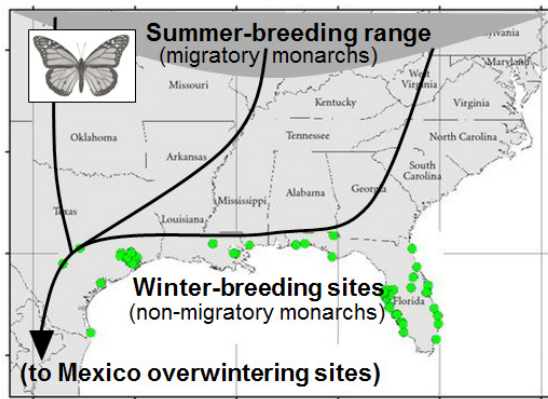 Summer-breeding range
(migratory monarchs)
sylvania
Maryland
Missouri
West
Virginia
Kentucky
Virginia
Oklahoma
Tennessee
North Carolina
Arkansas
South
Carolina
Mississippi
Alabama
Georgia
Texas
Louisiana
Winter-breeding sites
(non-migratory monarchs)
Florida
(to Mexico overwintering sites)